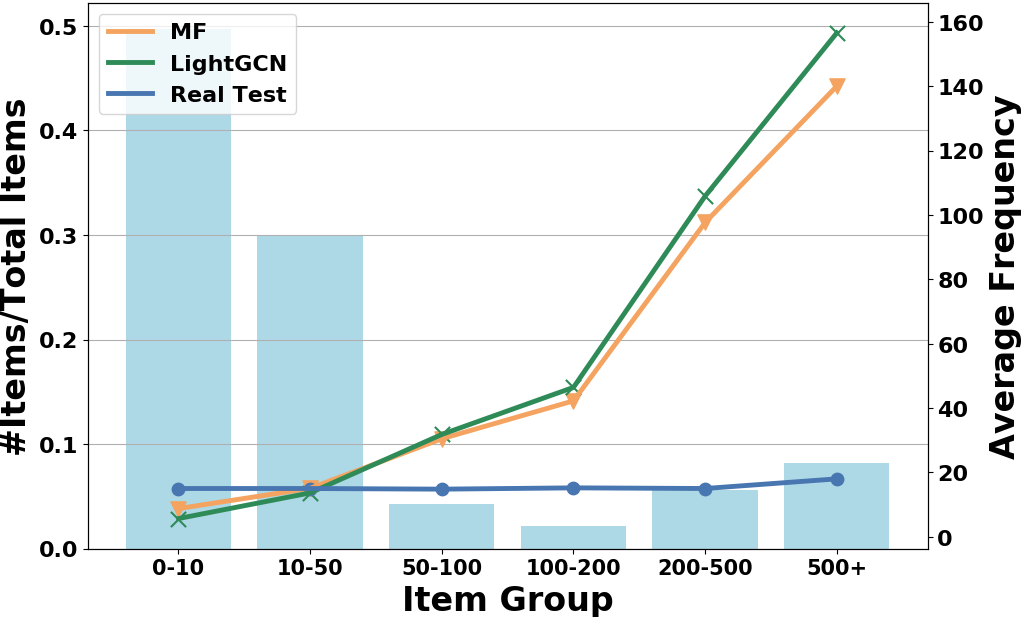 MF
LightGCN
Real Test
#Items/Total Items
0.5
0.4
0.3
0.2
0.1
0.0
160
140
120
100
80
60
40
20
0
Average Frequency
0-10 10-50 50-100 100-200 200-500 500+
Item Group